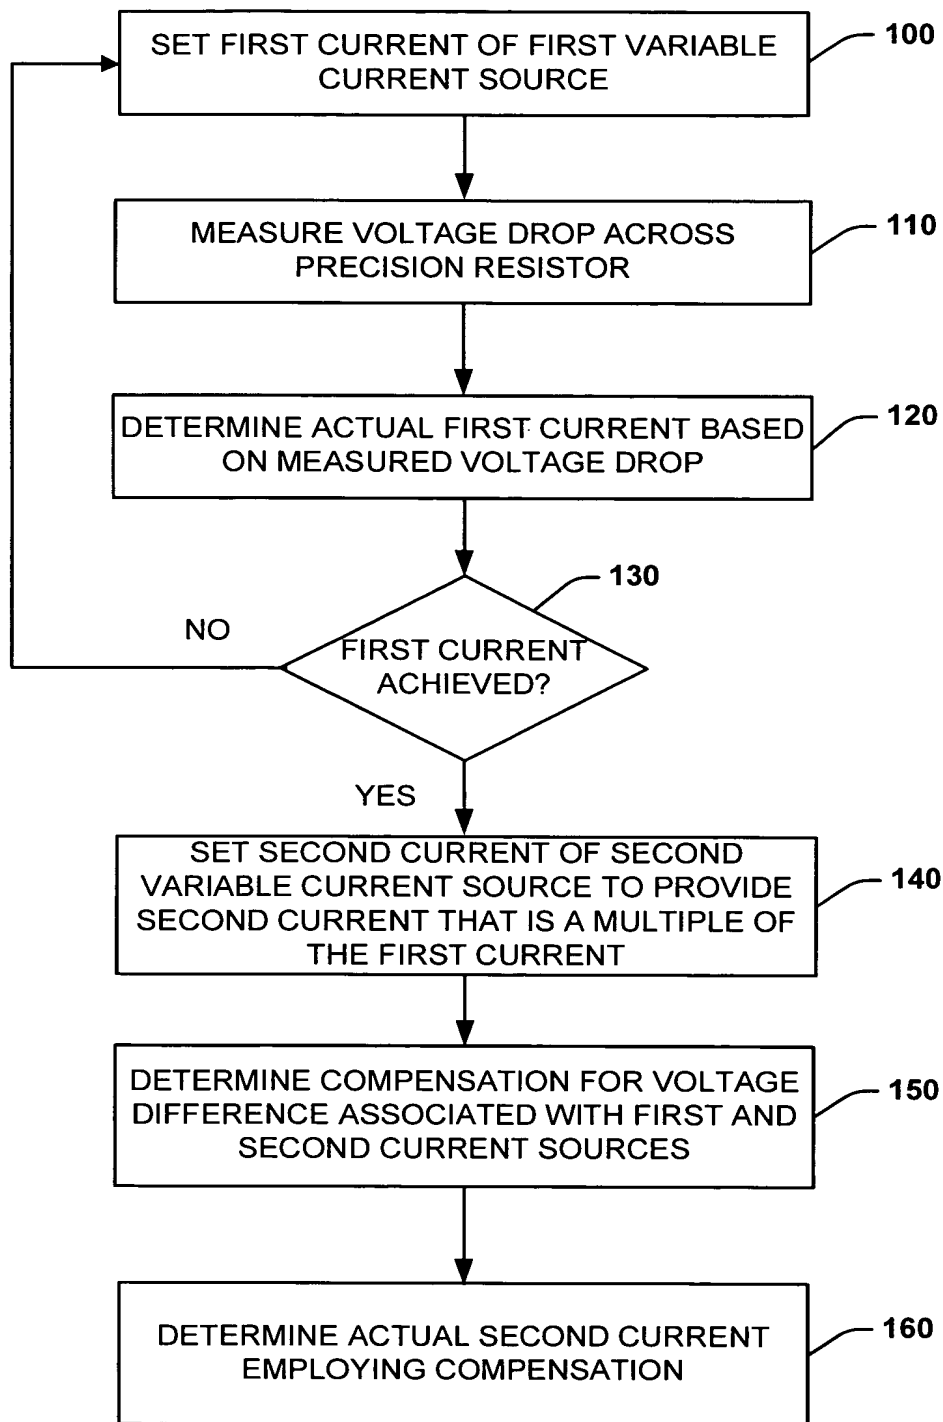 SET FIRST CURRENT OF FIRST VARIABLE
CURRENT SOURCE
100
MEASURE VOLTAGE DROP ACROSS
PRECISION RESISTOR
110
DETERMINE ACTUAL FIRST CURRENT BASED
ON MEASURED VOLTAGE DROP
120
130
NO
FIRST CURRENT
ACHIEVED?
YES
SET SECOND CURRENT OF SECOND
VARIABLE CURRENT SOURCE TO PROVIDE
SECOND CURRENT THAT IS A MULTIPLE OF
THE FIRST CURRENT
140
DETERMINE COMPENSATION FOR VOLTAGE
DIFFERENCE ASSOCIATED WITH FIRST AND
SECOND CURRENT SOURCES
150
DETERMINE ACTUAL SECOND CURRENT
EMPLOYING COMPENSATION
160